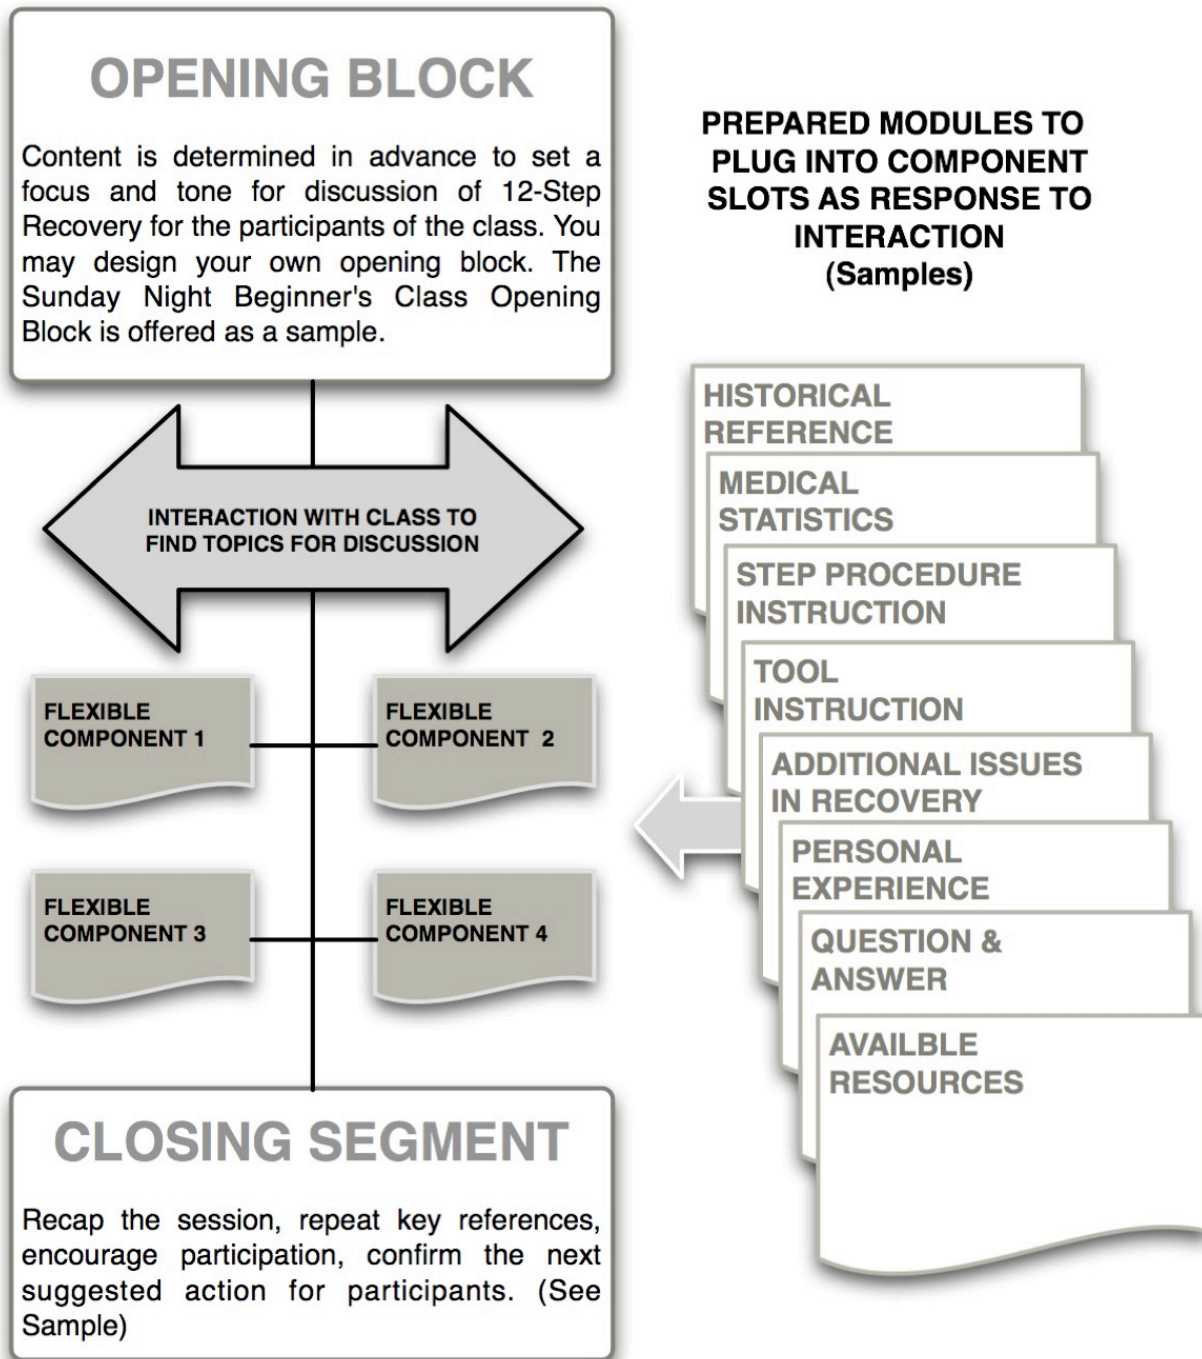 OPENING BLOCK
Content is determined in advance to set a
focus and tone for discussion of 12-Step
Recovery for the participants of the class. You
may design your own opening block. The
Sunday Night Beginner's Class Opening
Block is offered as a sample.
INTERACTION WITH CLASS TO
FIND TOPICS FOR DISCUSSION
FLEXIBLE
COMPONENT 1
FLEXIBLE
COMPONENT 2
FLEXIBLE
COMPONENT 3
FLEXIBLE
COMPONENT 4
CLOSING SEGMENT
Recap the session, repeat key references,
encourage participation, confirm the next
suggested action for participants. (See
Sample)
PREPARED MODULES TO
PLUG INTO COMPONENT
SLOTS AS RESPONSE TO
INTERACTION
(Samples)
HISTORICAL
REFERENCE
MEDICAL
STATISTICS
STEP PROCEDURE
INSTRUCTION
TOOL
INSTRUCTION
ADDITIONAL ISSUES
IN RECOVERY
PERSONAL
EXPERIENCE
QUESTION &
ANSWER
AVAILBLE
RESOURCES